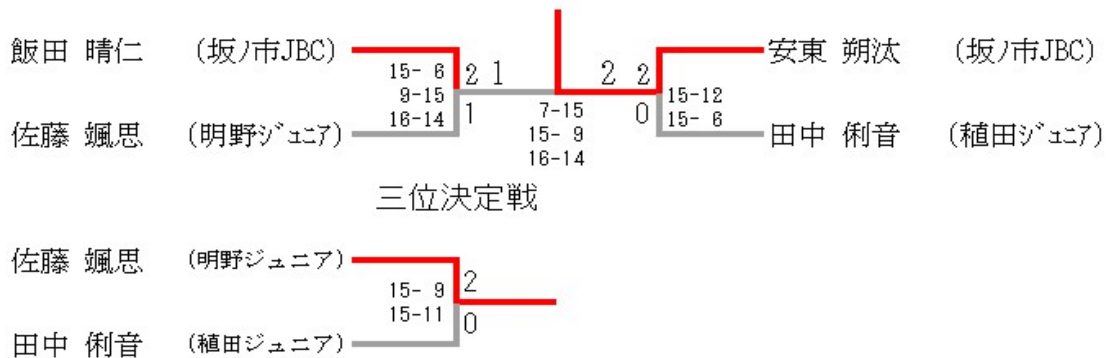 飯田 晴仁 (坂ノ市JBC) 15- 6 2 1 2 2 安東 朔汰 (坂ノ市JBC)
9-15 15-12
佐藤 颯思 (明野ジュニア) 16-14 1 7-15 0 15- 6 田中 俐音 (稙田ジュニア)
15- 9
16-14
三位決定戦
佐藤 颯思 (明野ジュニア) 2
15- 9
15-11
田中 俐音 (稙田ジュニア) 0